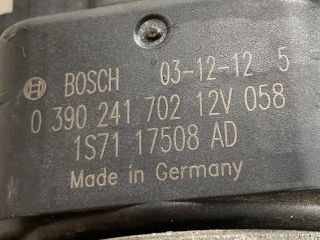 BOSCH 03-12-12 5
0 390 241 702 12V 058
1S71 17508 AD
Made in Germany